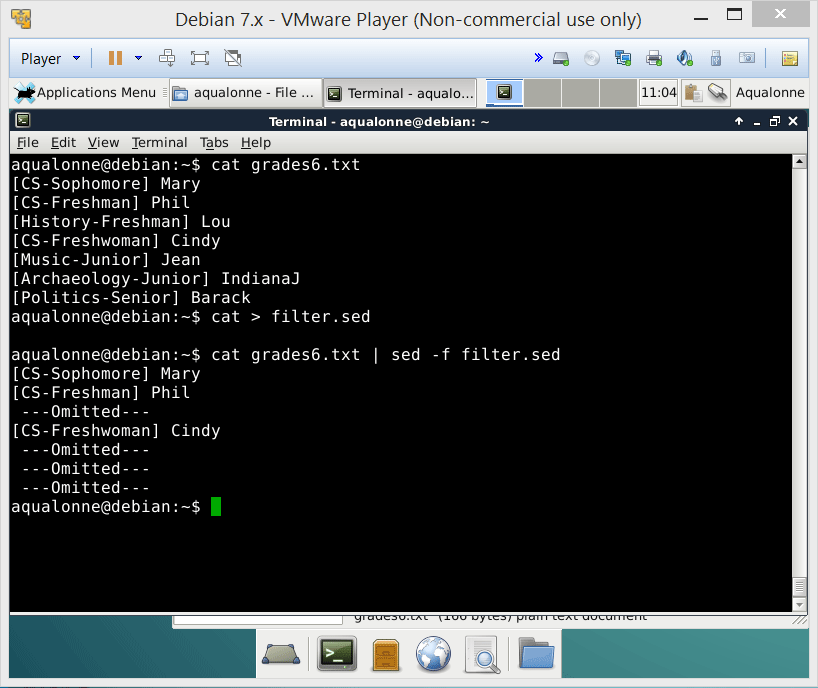 Debian 7.x - VMware Player (Non-commercial use only)
Player
Applications Menu aqualonne - File ... Terminal - aqualo... 11:04 Aqualonne
Terminal - aqualonne@debian: ~
File Edit View Terminal Tabs Help
aqualonne@debian:~$ cat grades6.txt
[CS-Sophomore] Mary
[CS-Freshman] Phil
[History-Freshman] Lou
[CS-Freshwoman] Cindy
[Music-Junior] Jean
[Archaeology-Junior] IndianaJ
[Politics-Senior] Barack
aqualonne@debian:~$ cat > filter.sed
aqualonne@debian:~$ cat grades6.txt | sed -f filter.sed
[CS-Sophomore] Mary
[CS-Freshman] Phil
---Omitted---
[CS-Freshwoman] Cindy
---Omitted---
---Omitted---
---Omitted---
aqualonne@debian:~$
"grades6.txt" (166 bytes) plain text document